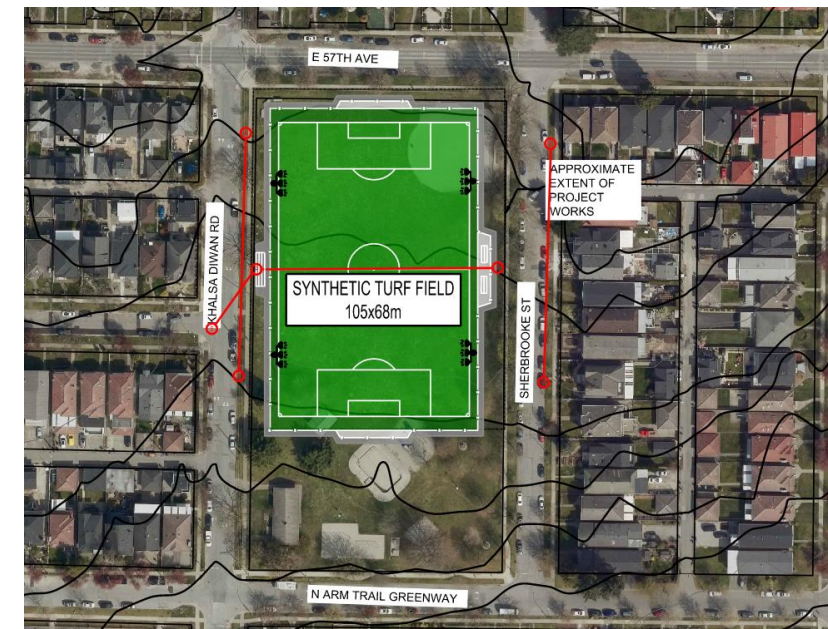 E 57TH AVE
APPROXIMATE
EXTENT OF
PROJECT
WORKS
KHALSA DIWAN RD
SYNTHETIC TURF FIELD
105x68m
SHERBROOKE ST
N ARM TRAIL GREENWAY